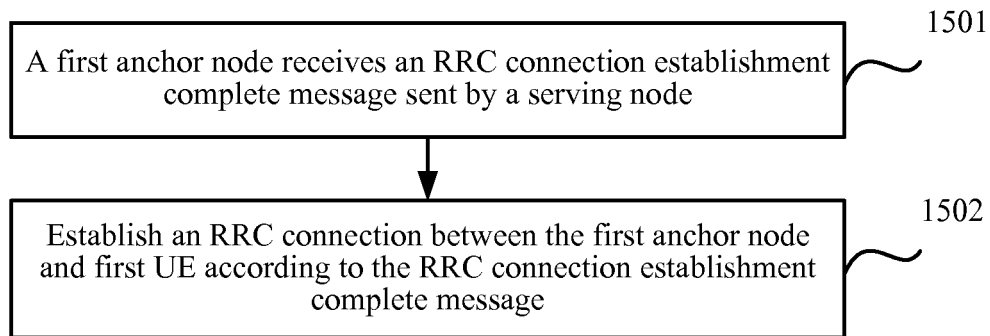 1501
A first anchor node receives an RRC connection establishment
complete message sent by a serving node
1502
Establish an RRC connection between the first anchor node
and first UE according to the RRC connection establishment
complete message